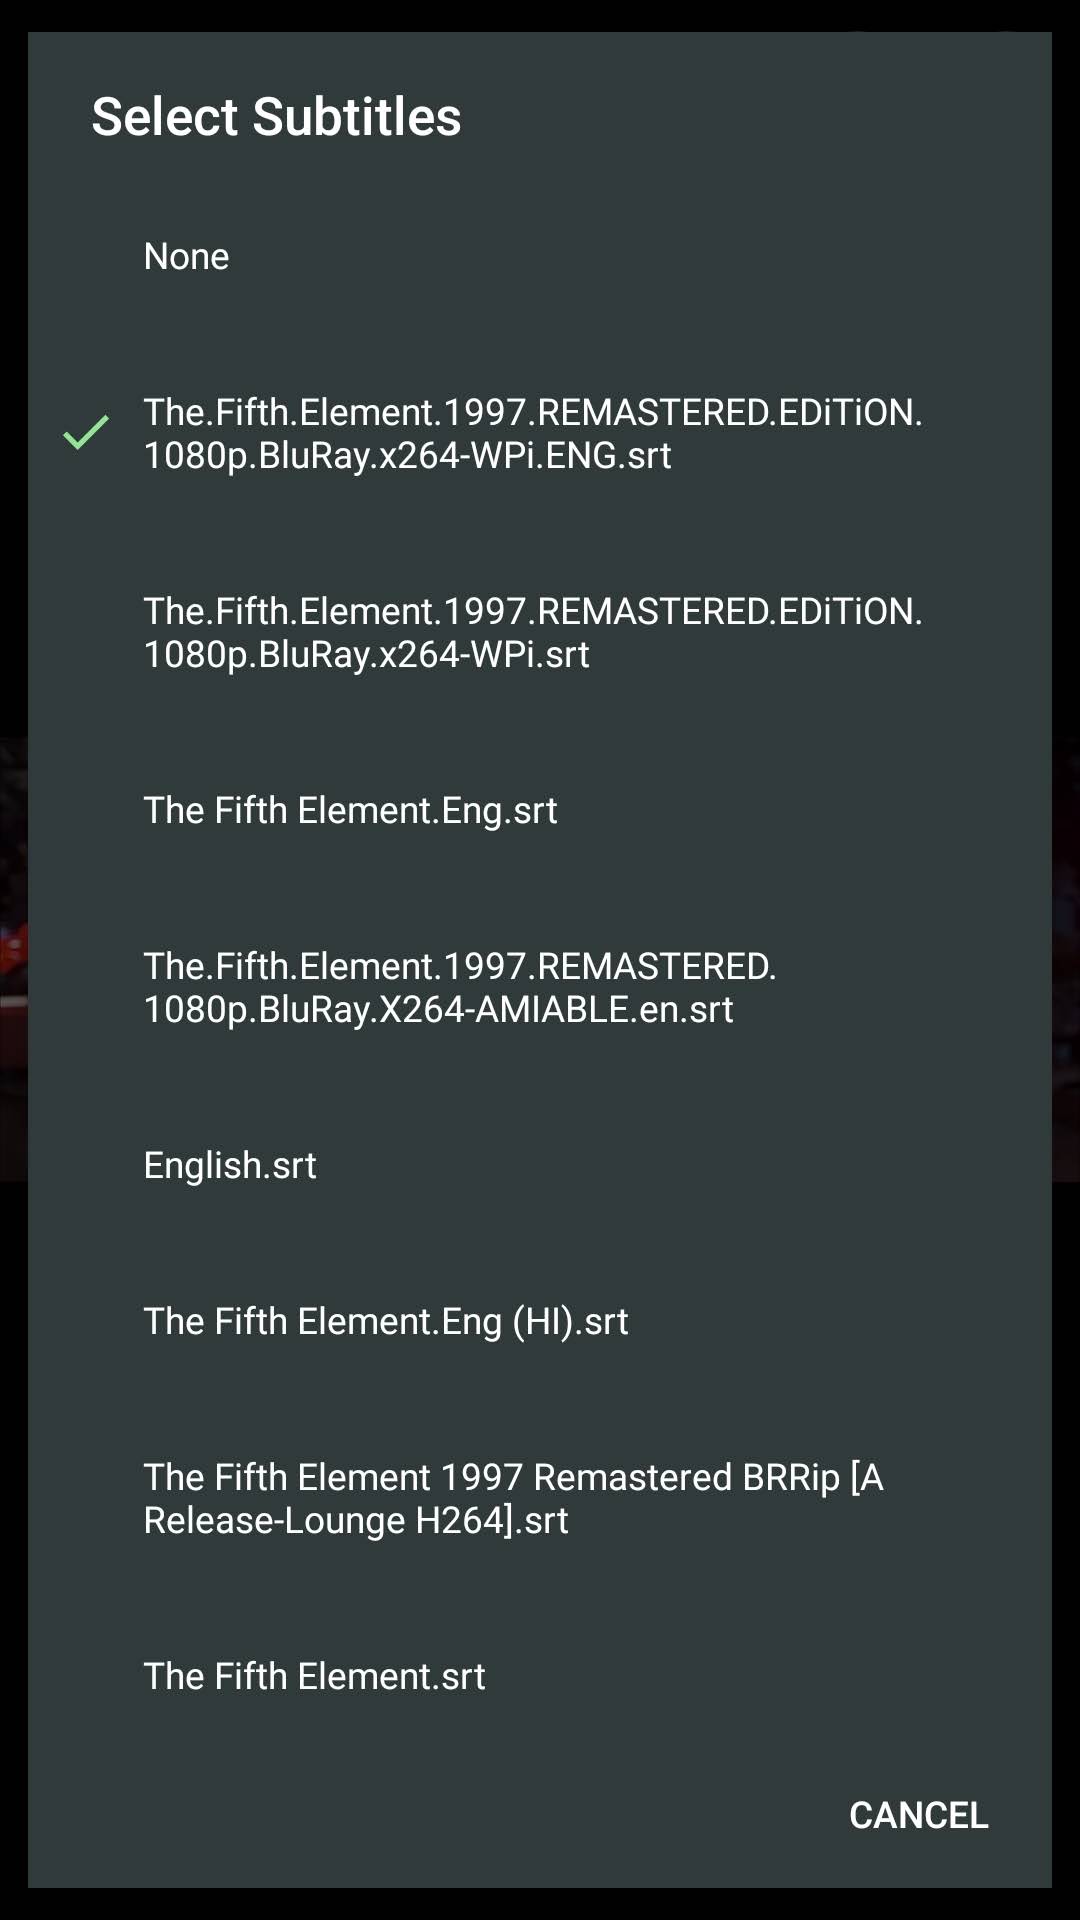 Select Subtitles
None
The.Fifth.Element.1997.REMASTERED.EDiTiON.
1080p.BluRay.x264-WPi.ENG.srt
The.Fifth.Element.1997.REMASTERED.EDiTiON.
1080p.BluRay.x264-WPi.srt
The Fifth Element.Eng.srt
The.Fifth.Element.1997.REMASTERED.
1080p.BluRay.X264-AMIABLE.en.srt
English.srt
The Fifth Element.Eng (HI).srt
The Fifth Element 1997 Remastered BRRip [A
Release-Lounge H264].srt
The Fifth Element.srt
CANCEL